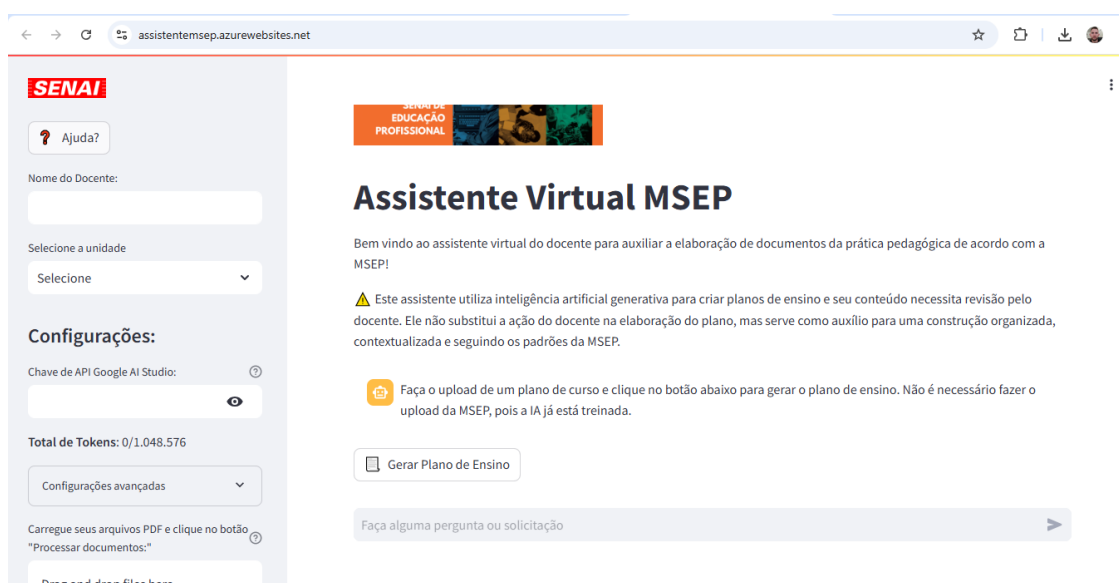 assistentemsep.azurewebsites.net
SENAI
? Ajuda?
Nome do Docente:
Selecione a unidade
Selecione
Configurações:
Chave de API Google AI Studio:
Total de Tokens: 0/1.048.576
Configurações avançadas
Carregue seus arquivos PDF e clique no botão
"Processar documentos:"
Drag and drop files here
SENAI DE
EDUCAÇÃO
PROFISSIONAL
Assistente Virtual MSEP
Bem vindo ao assistente virtual do docente para auxiliar a elaboração de documentos da prática pedagógica de acordo com a
MSEP!
Este assistente utiliza inteligência artificial generativa para criar planos de ensino e seu conteúdo necessita revisão pelo
docente. Ele não substitui a ação do docente na elaboração do plano, mas serve como auxílio para uma construção organizada,
contextualizada e seguindo os padrões da MSEP.
Faça o upload de um plano de curso e clique no botão abaixo para gerar o plano de ensino. Não é necessário fazer o
upload da MSEP, pois a IA já está treinada.
Gerar Plano de Ensino
Faça alguma pergunta ou solicitação